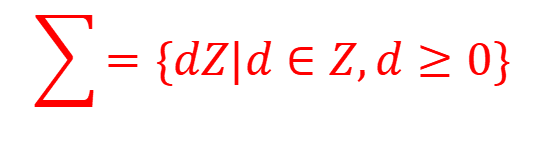 ∑ = {dZ|d ∈ Z, d ≥ 0}